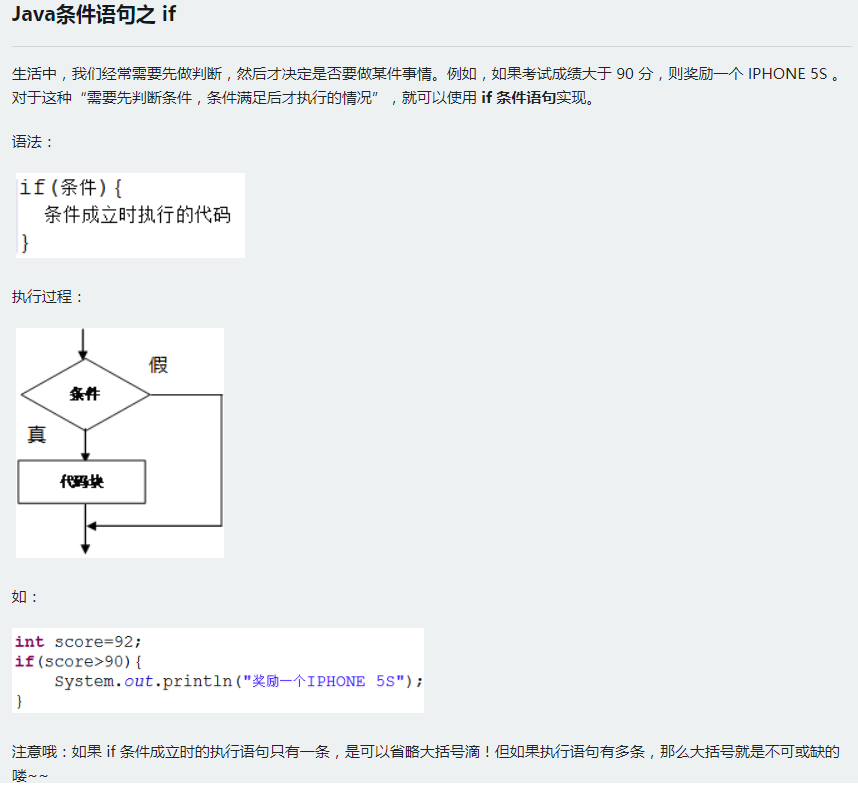 Java条件语句之 if
生活中，我们经常需要先做判断，然后才决定是否要做某件事情。例如，如果考试成绩大于 90 分，则奖励一个 IPHONE 5S 。
对于这种“需要先判断条件，条件满足后才执行的情况”，就可以使用 if 条件语句实现。
语法：
if(条件){
条件成立时执行的代码
}
执行过程：
假
条件
真
代码块
如：
int score=92;
if(score>90){
System.out.println("奖励一个IPHONE 5S");
}
注意哦：如果 if 条件成立时的执行语句只有一条，是可以省略大括号滴！但如果执行语句有多条，那么大括号就是不可或缺的
喽~~